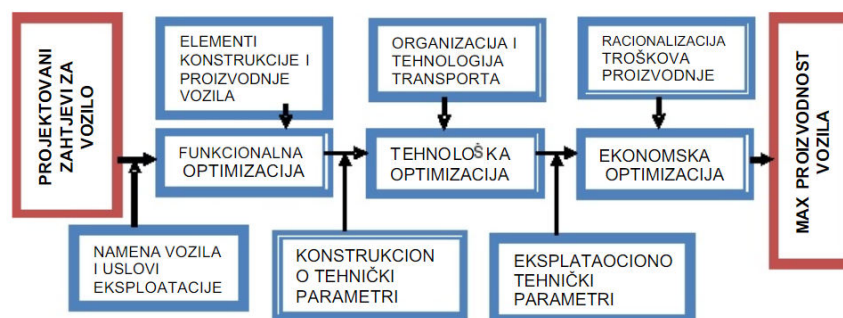 PROJEKTOVANI
ZAHTJEVI ZA
VOZILO
ELEMENTI
KONSTRUKCIJE I
PROIZVODNJE
VOZILA
ORGANIZACIJA I
TEHNOLOGIJA
TRANSPORTA
RACIONALIZACIJA
TROŠKOVA
PROIZVODNJE
FUNKCIONALNA
OPTIMIZACIJA
TEHNOLOŠKA
OPTIMIZACIJA
EKONOMSKA
OPTIMIZACIJA
MAX PROIZVODNOST
VOZILA
NAMENA VOZILA
I USLOVI
EKSPLOATACIJE
KONSTRUKCION
O TEHNIČKI
PARAMETRI
EKSPLATAOCIONO
TEHNIČKI
PARAMETRI